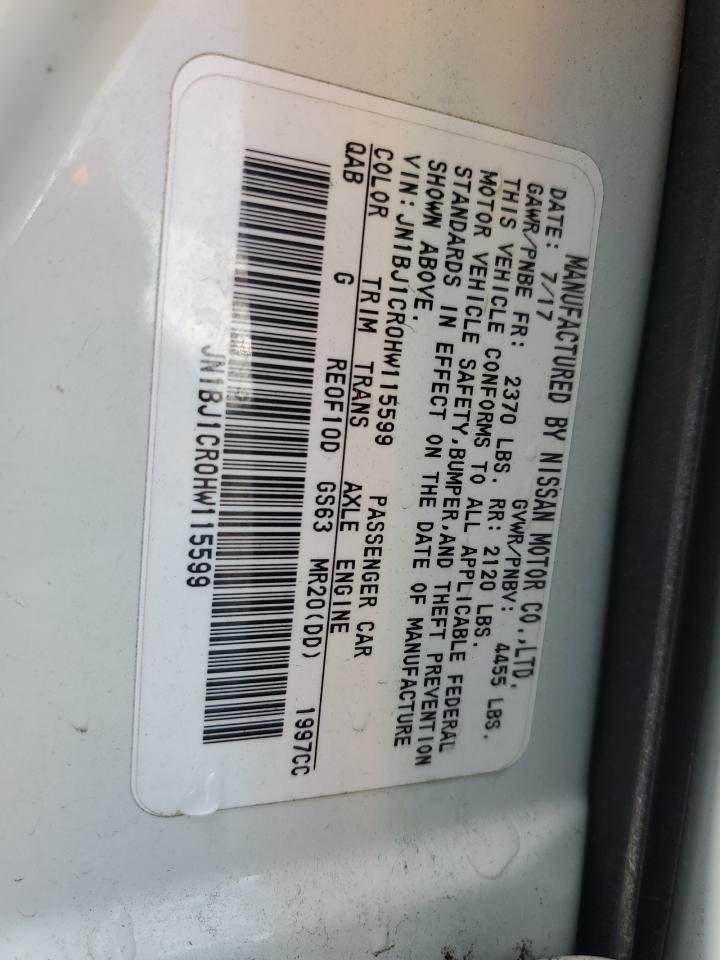 MANUFACTURED BY NISSAN MOTOR CO.,LTD.
DATE: 7/17 GVWR/PNBV: 4455 LBS.
GAWR/PNBE FR: 2370 LBS. RR: 2120 LBS.
THIS VEHICLE CONFORMS TO ALL APPLICABLE FEDERAL
MOTOR VEHICLE SAFETY,BUMPER,AND THEFT PREVENTION
STANDARDS IN EFFECT ON THE DATE OF MANUFACTURE
SHOWN ABOVE.
VIN: JN1BJ1CR0HW115599 PASSENGER CAR
COLOR TRIM TRANS AXLE ENGINE
QAB G RE0F10D GS63 MR20(DD) 1997CC
JN1BJ1CR0HW115599